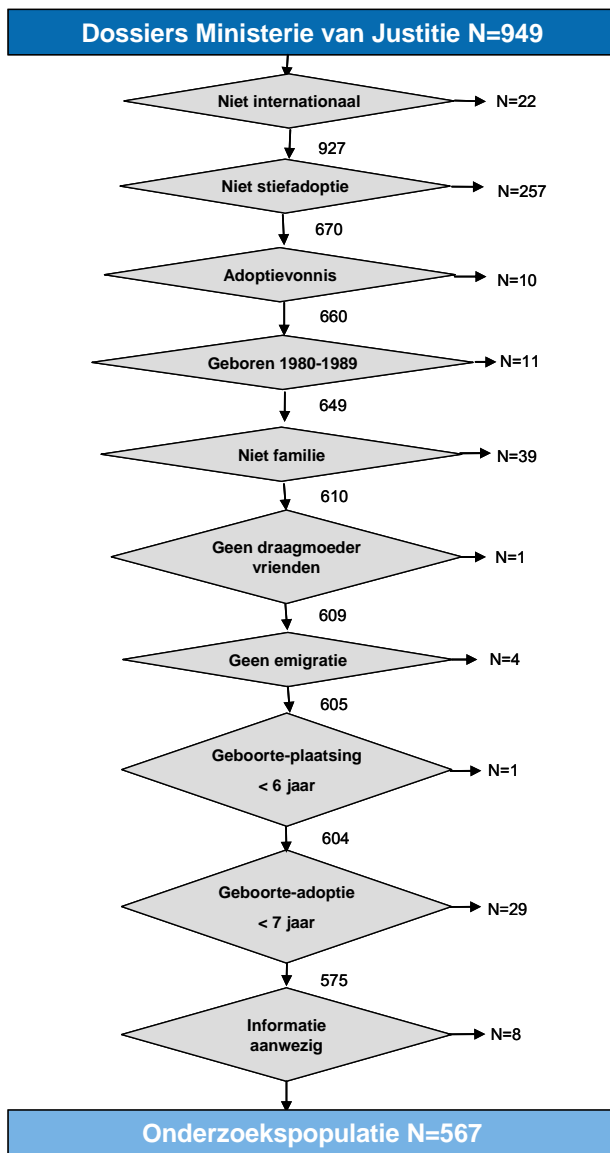 Dossiers Ministerie van Justitie N=949
Niet internationaal
N=22
927
Niet stiefadoptie
N=257
670
Adoptievonnis
N=10
660
Geboren 1980-1989
N=11
649
Niet familie
N=39
610
Geen draagmoeder
vrienden
N=1
609
Geen emigratie
N=4
605
Geboorte-plaatsing
< 6 jaar
N=1
604
Geboorte-adoptie
< 7 jaar
N=29
575
Informatie
aanwezig
N=8
Onderzoekspopulatie N=567